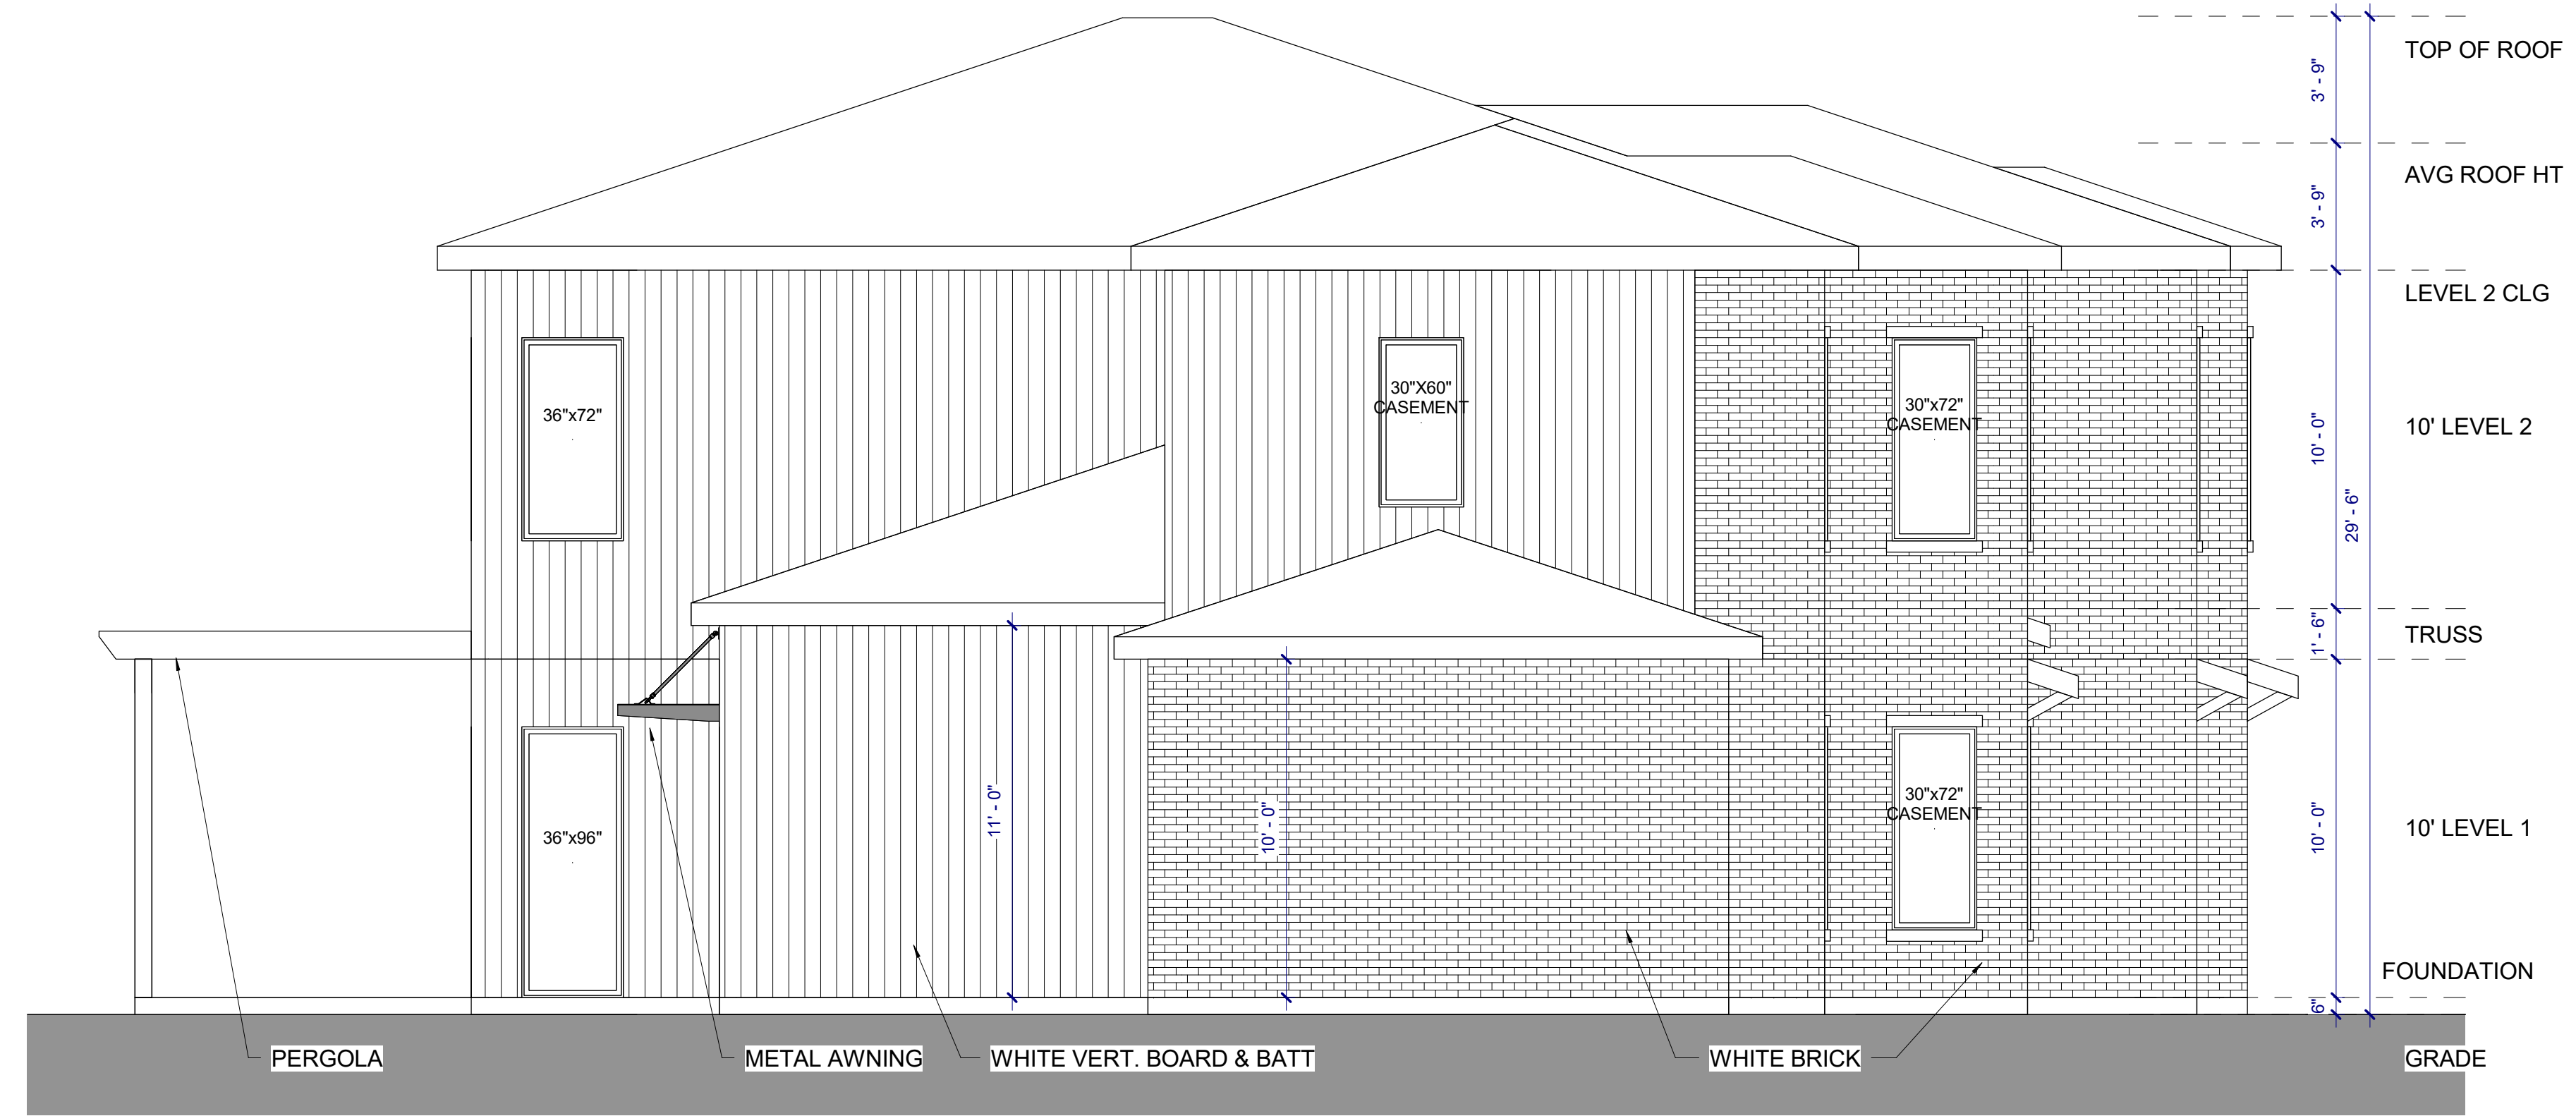 TOP OF ROOF
3' - 9"
AVG ROOF HT
3' - 9"
LEVEL 2 CLG
36"x72"
30"X60"
CASEMENT
30"x72"
CASEMENT
10' - 0"
10' LEVEL 2
29' - 6"
1' - 6"
TRUSS
36"x96"
11' - 0"
10' - 0"
30"x72"
CASEMENT
10' - 0"
10' LEVEL 1
FOUNDATION
6"
PERGOLA
METAL AWNING
WHITE VERT. BOARD & BATT
WHITE BRICK
GRADE